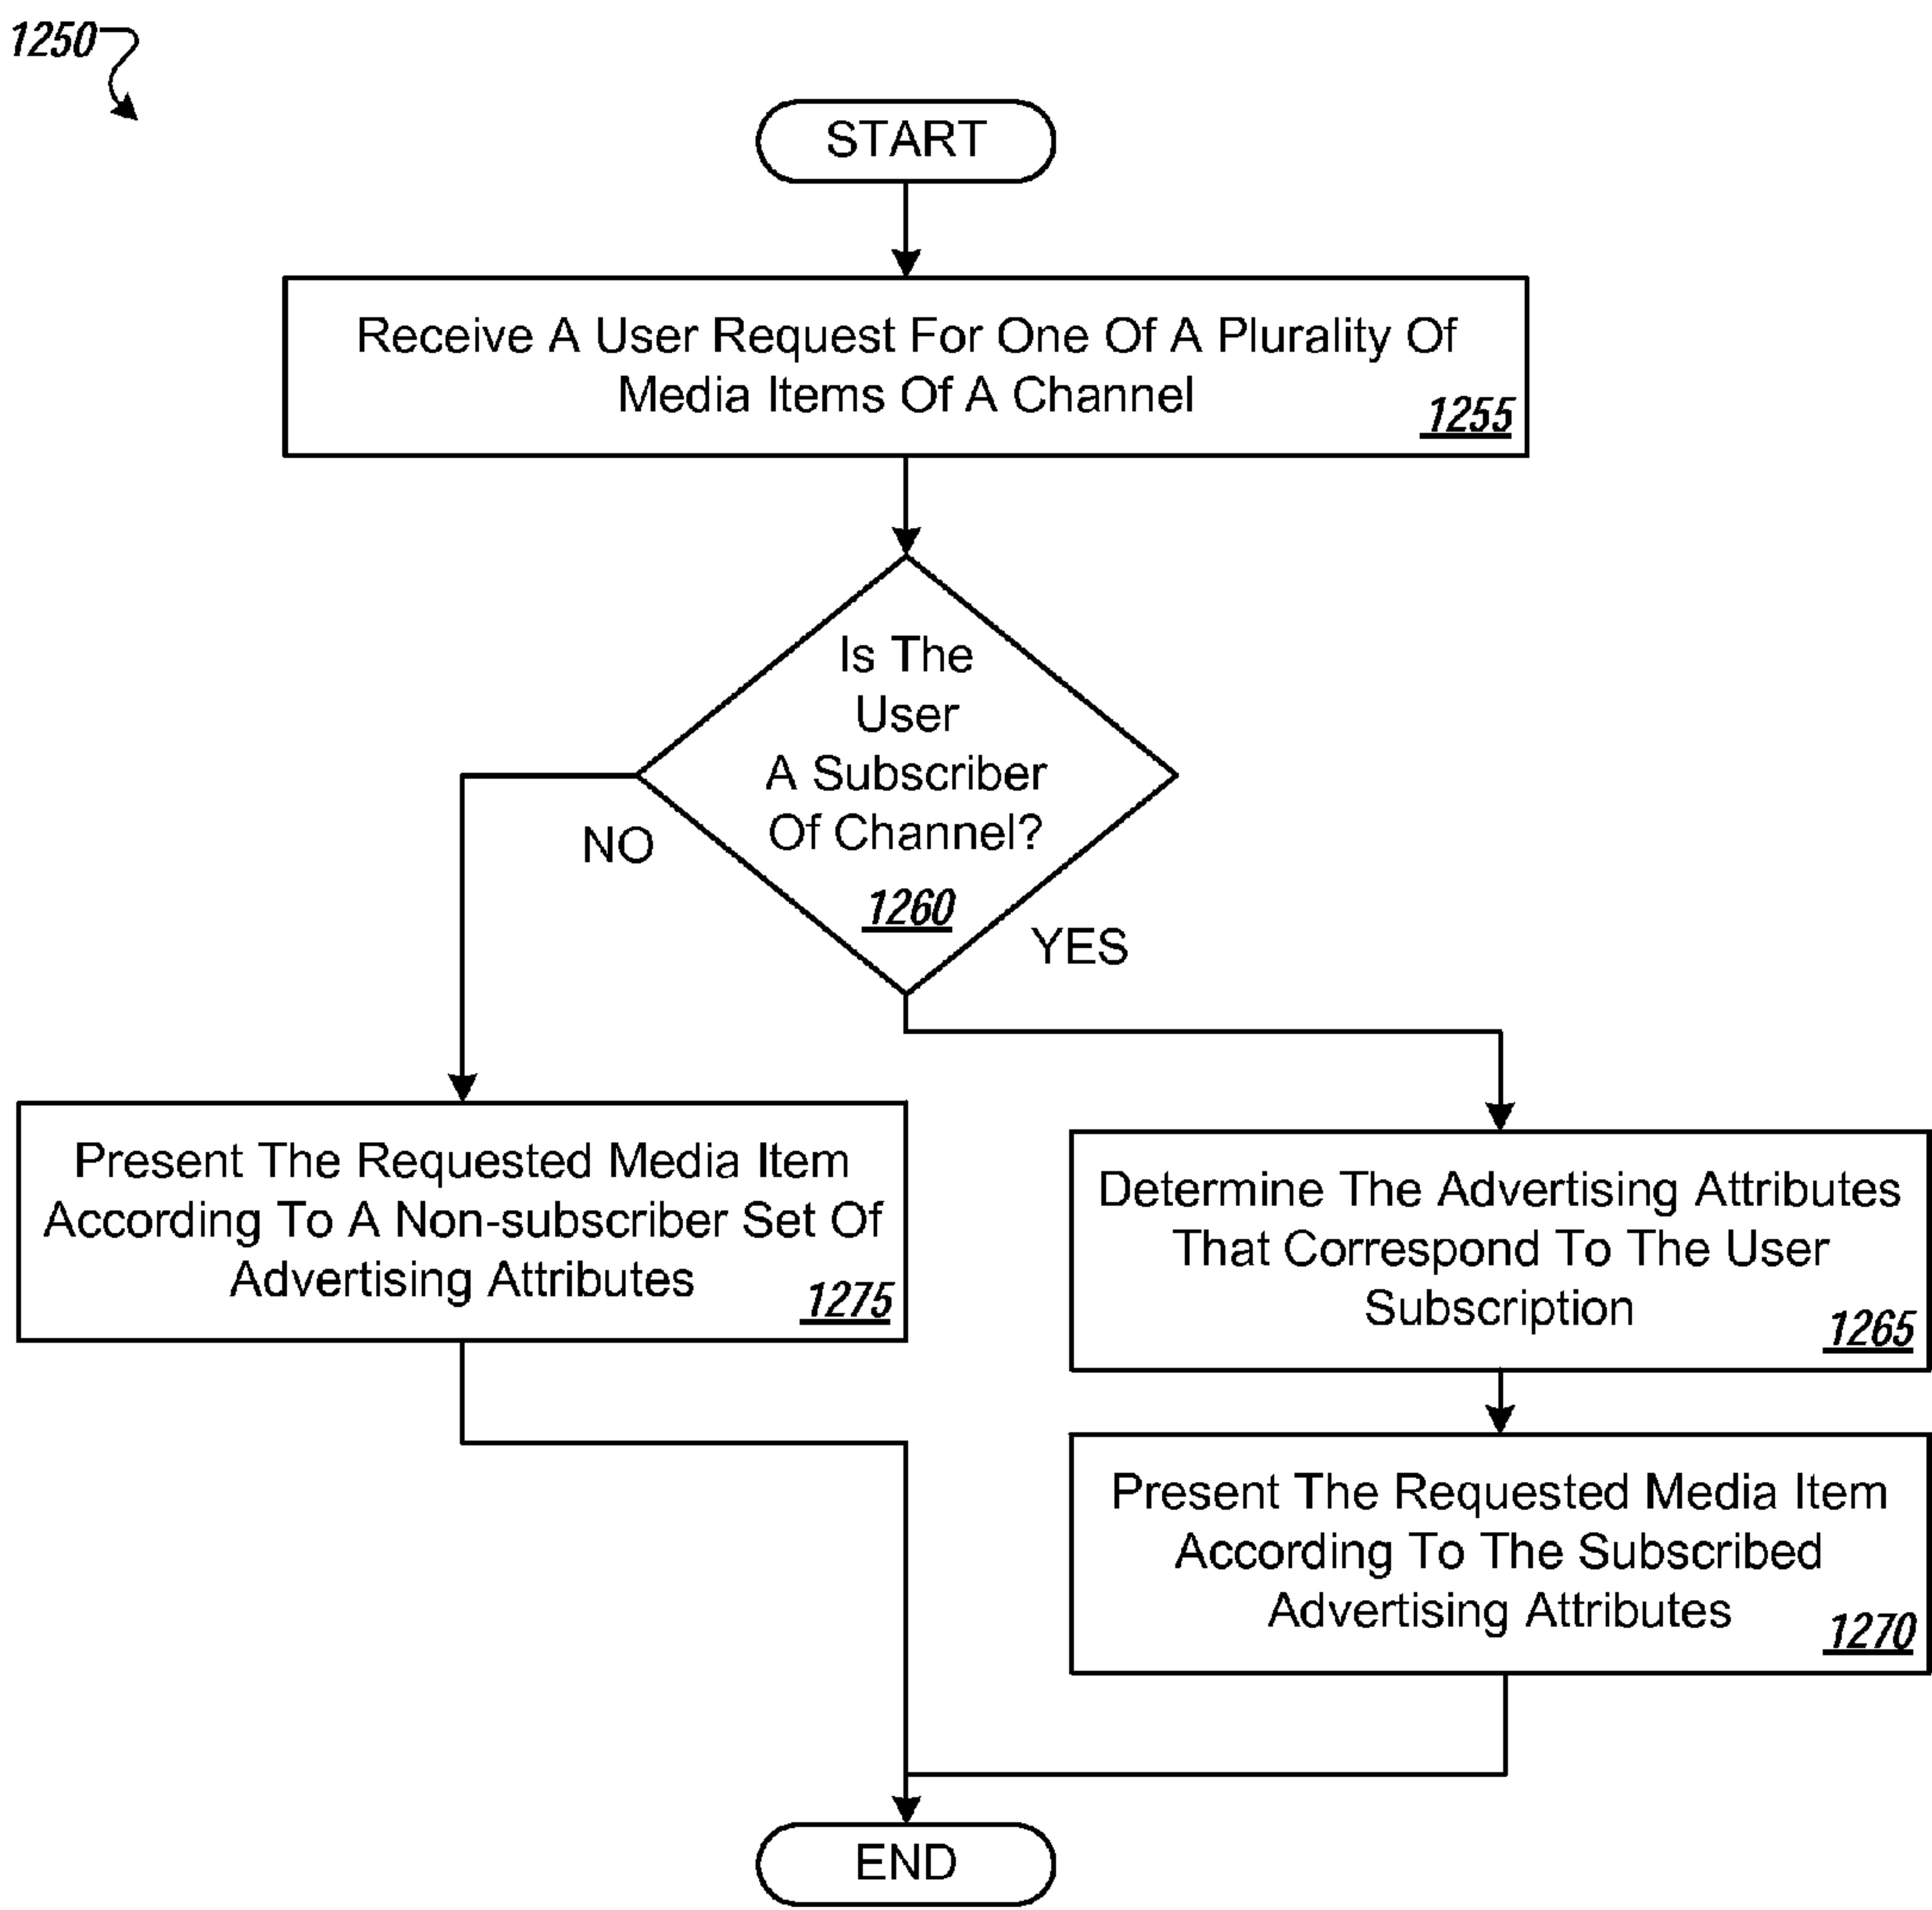 1250
START
Receive A User Request For One Of A Plurality Of
Media Items Of A Channel
1255
Is The
User
A Subscriber
Of Channel?
1260
NO
YES
Present The Requested Media Item
According To A Non-subscriber Set Of
Advertising Attributes
1275
Determine The Advertising Attributes
That Correspond To The User
Subscription
1265
Present The Requested Media Item
According To The Subscribed
Advertising Attributes
1270
END